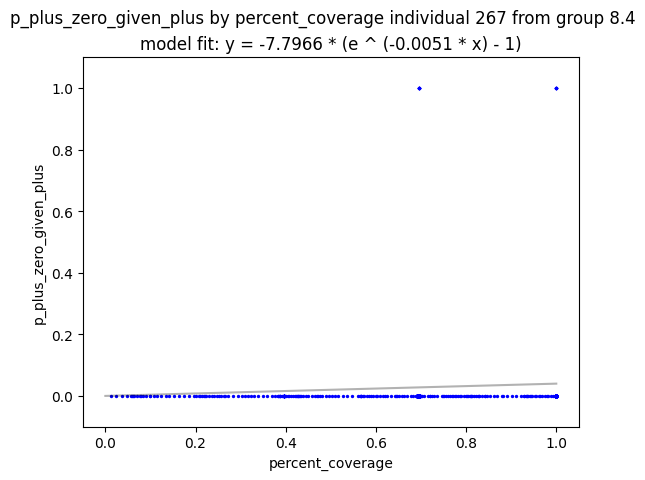 p_plus_zero_given_plus by percent_coverage individual 267 from group 8.4
model fit: y = -7.7966 * (e ^ (-0.0051 * x) - 1)
p_plus_zero_given_plus
1.0
0.8
0.6
0.4
0.2
0.0
0.0 0.2 0.4 0.6 0.8 1.0
percent_coverage